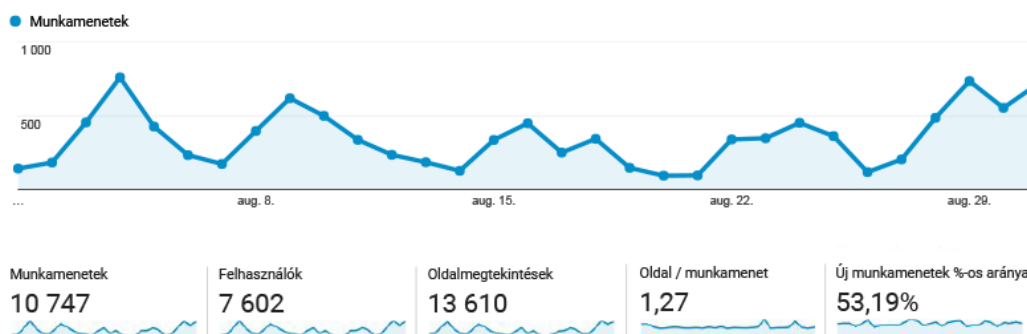 Munkamenetek
1 000
500
...
aug. 8.
aug. 15.
aug. 22.
aug. 29.
Munkamenetek
10 747
Felhasználók
7 602
Oldalmegtekintések
13 610
Oldal / munkamenet
1,27
Új munkamenetek %-os aránya
53,19%